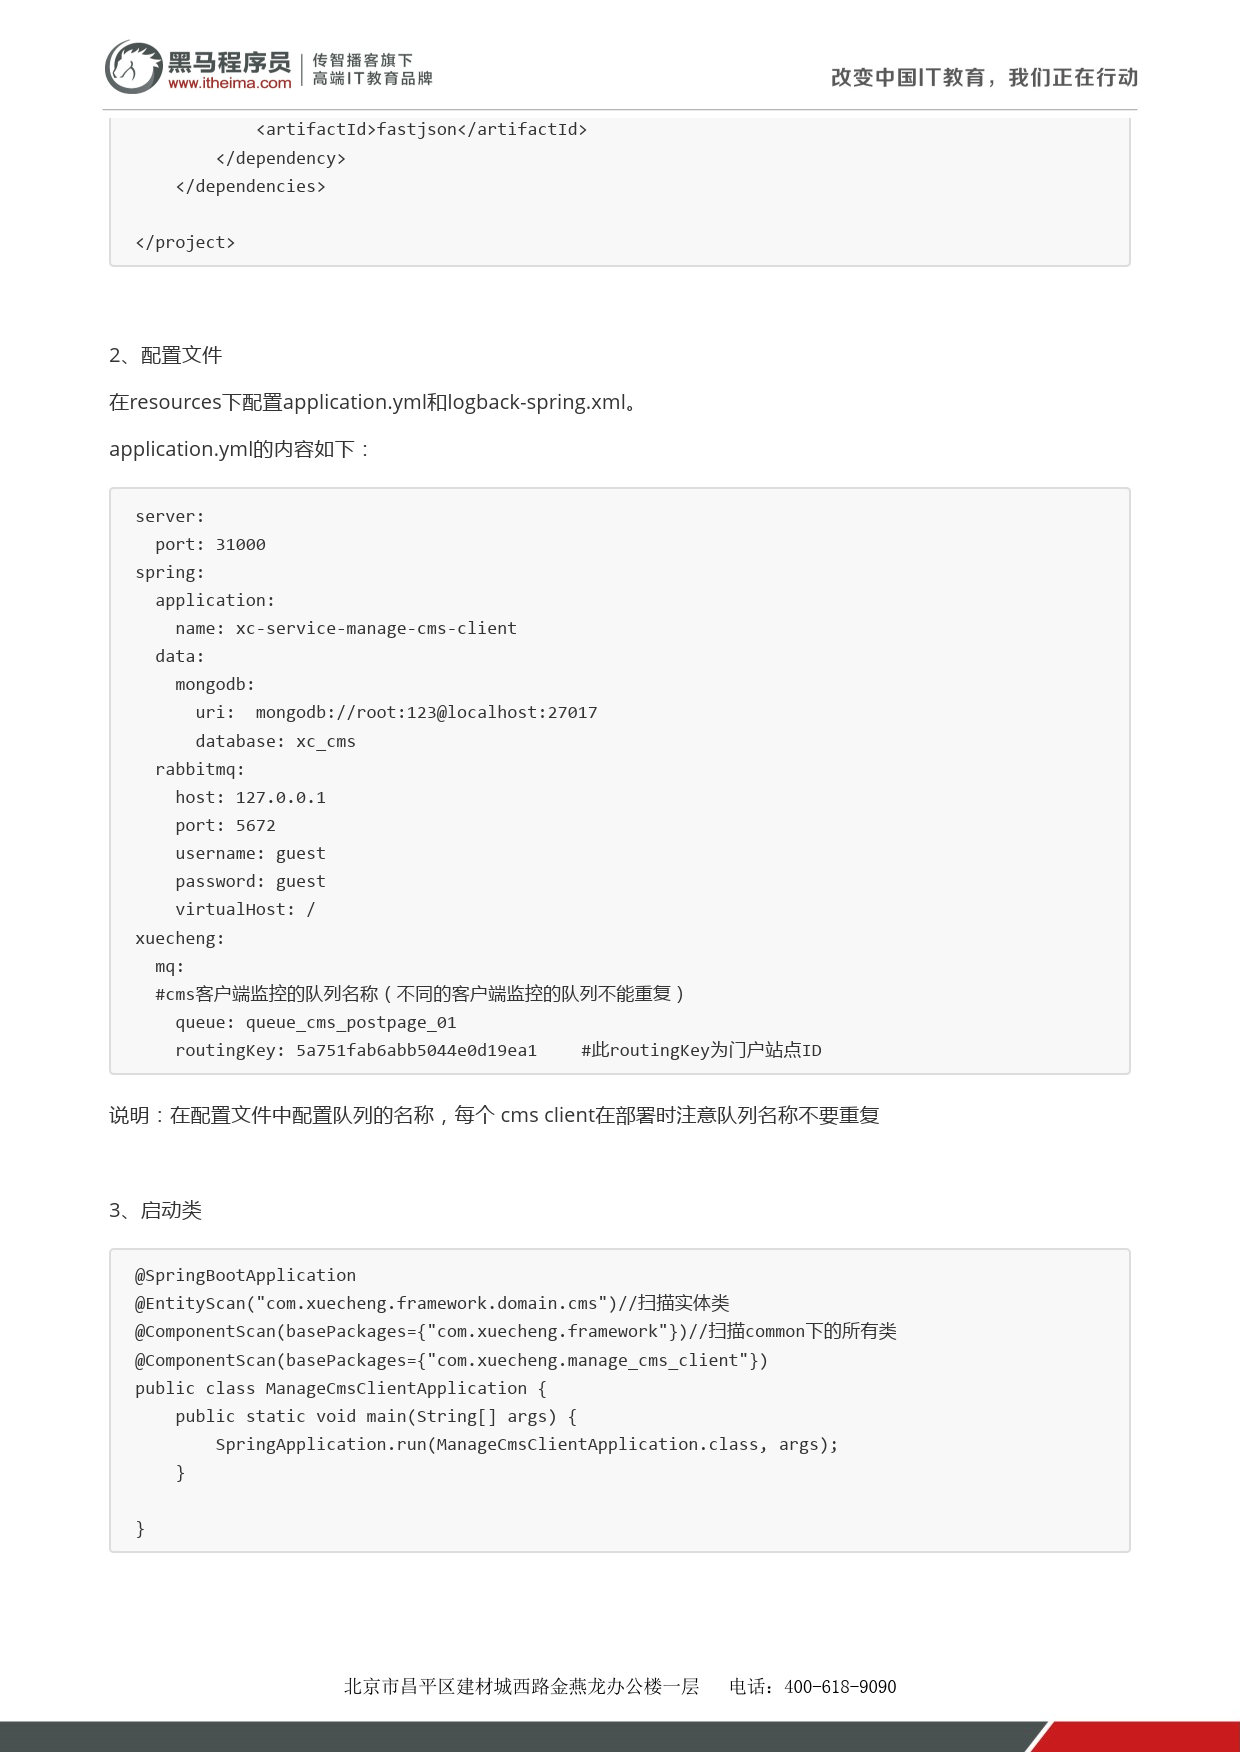 黑马程序员
www.itheima.com
传智播客旗下
高端IT教育品牌
改变中国IT教育，我们正在行动
            <artifactId>fastjson</artifactId>
        </dependency>
    </dependencies>
</project>
2、配置文件
在resources下配置application.yml和logback-spring.xml。
application.yml的内容如下：
server:
  port: 31000
spring:
  application:
    name: xc-service-manage-cms-client
  data:
    mongodb:
      uri:  mongodb://root:123@localhost:27017
      database: xc_cms
  rabbitmq:
    host: 127.0.0.1
    port: 5672
    username: guest
    password: guest
    virtualHost: /
xuecheng:
  mq:
  #cms客户端监控的队列名称（不同的客户端监控的队列不能重复）
    queue: queue_cms_postpage_01
    routingKey: 5a751fab6abb5044e0d19ea1    #此routingKey为门户站点ID
说明：在配置文件中配置队列的名称，每个 cms client在部署时注意队列名称不要重复
3、启动类
@SpringBootApplication
@EntityScan("com.xuecheng.framework.domain.cms")//扫描实体类
@ComponentScan(basePackages={"com.xuecheng.framework"})//扫描common下的所有类
@ComponentScan(basePackages={"com.xuecheng.manage_cms_client"})
public class ManageCmsClientApplication {
    public static void main(String[] args) {
        SpringApplication.run(ManageCmsClientApplication.class, args);
    }
}
北京市昌平区建材城西路金燕龙办公楼一层    电话：400-618-9090